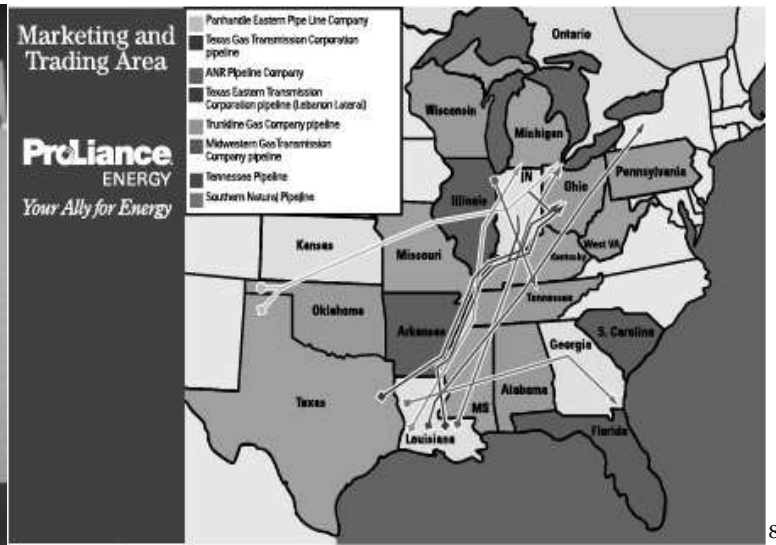 Marketing and
Trading Area
ProLiance
ENERGY
Your Ally for Energy
Panhandle Eastern Pipe Line Company
Texas Gas Transmission Corporation
pipeline
ANR Pipeline Company
Texas Eastern Transmission
Corporation pipeline (Lebanon Lateral)
Trunkline Gas Company pipeline
Midwestern Gas Transmission
Company pipeline
Tennessee Pipeline
Southern Natural Pipeline
Ontario
Wisconsin
Michigan
Pennsylvania
IN
Ohio
Illinois
West VA
Kansas
Missouri
Kentucky
Tennessee
Oklahoma
Arkansas
S. Carolina
Georgia
Texas
MS
Alabama
Louisiana
Florida
8